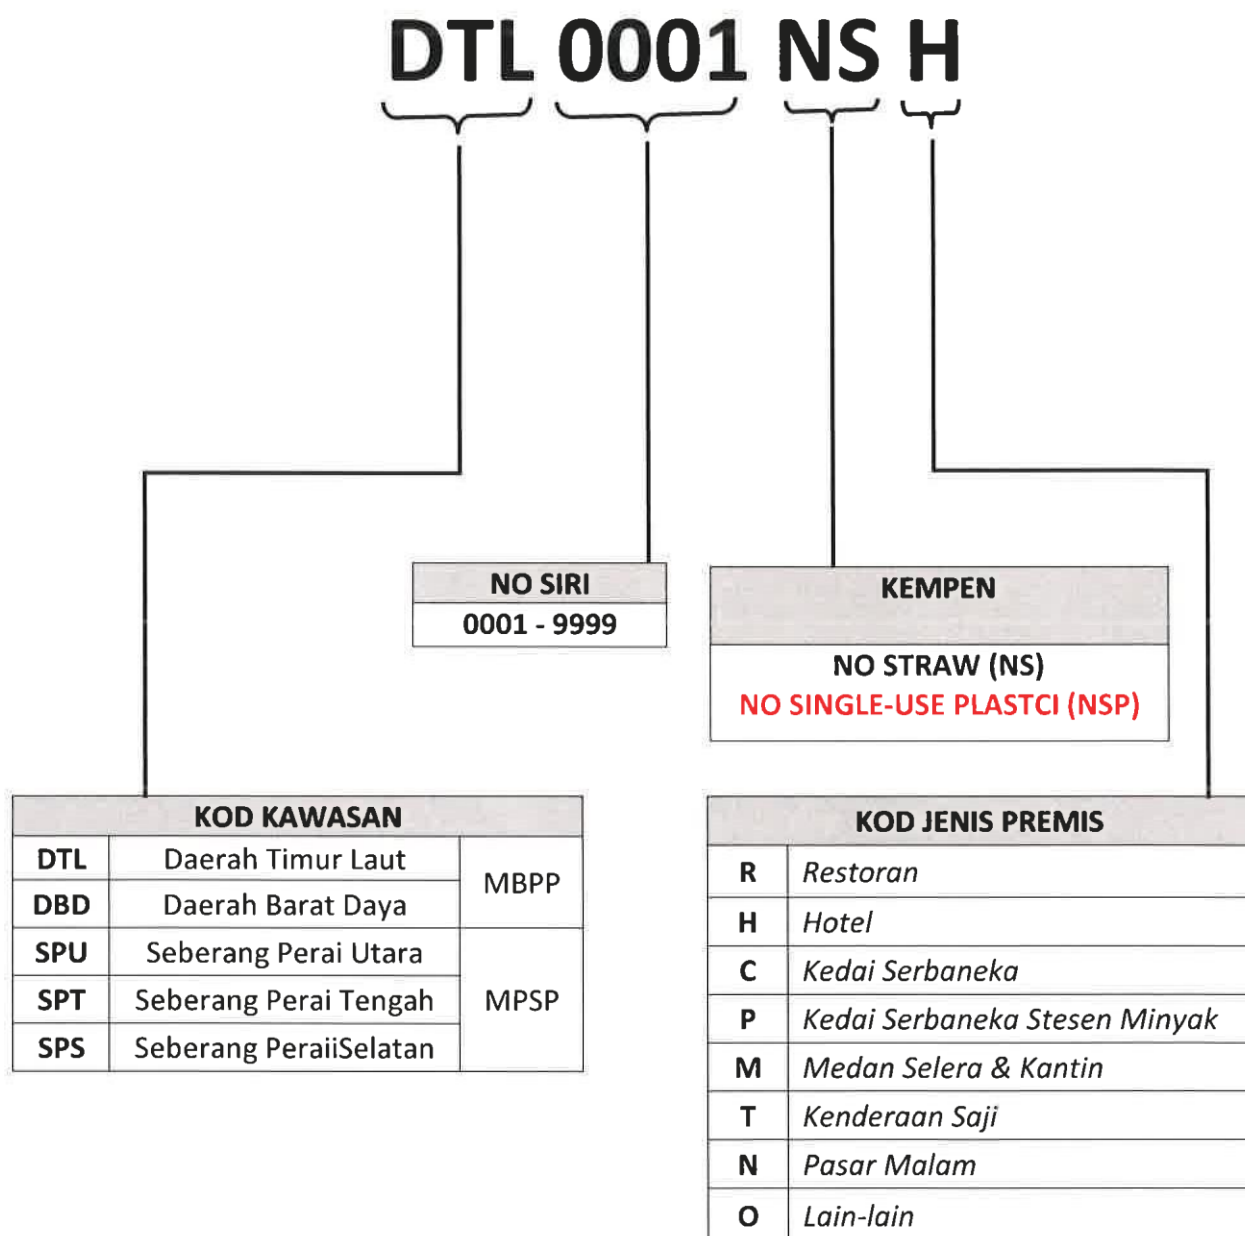 DTL 0001 NS H
NO SIRI
0001 - 9999
KEMPEN
NO STRAW (NS)
NO SINGLE-USE PLASTCI (NSP)
KOD KAWASAN
DTL Daerah Timur Laut MBPP
DBD Daerah Barat Daya
SPU Seberang Perai Utara
SPT Seberang Perai Tengah MPSP
SPS Seberang PeraiiSelatan
KOD JENIS PREMIS
R Restoran
H Hotel
C Kedai Serbaneka
P Kedai Serbaneka Stesen Minyak
M Medan Selera & Kantin
T Kenderaan Saji
N Pasar Malam
O Lain-lain